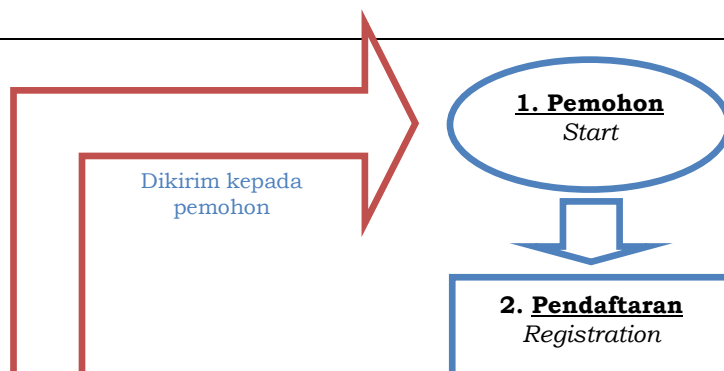 1. Pemohon
Start
Dikirim kepada
pemohon
2. Pendaftaran
Registration